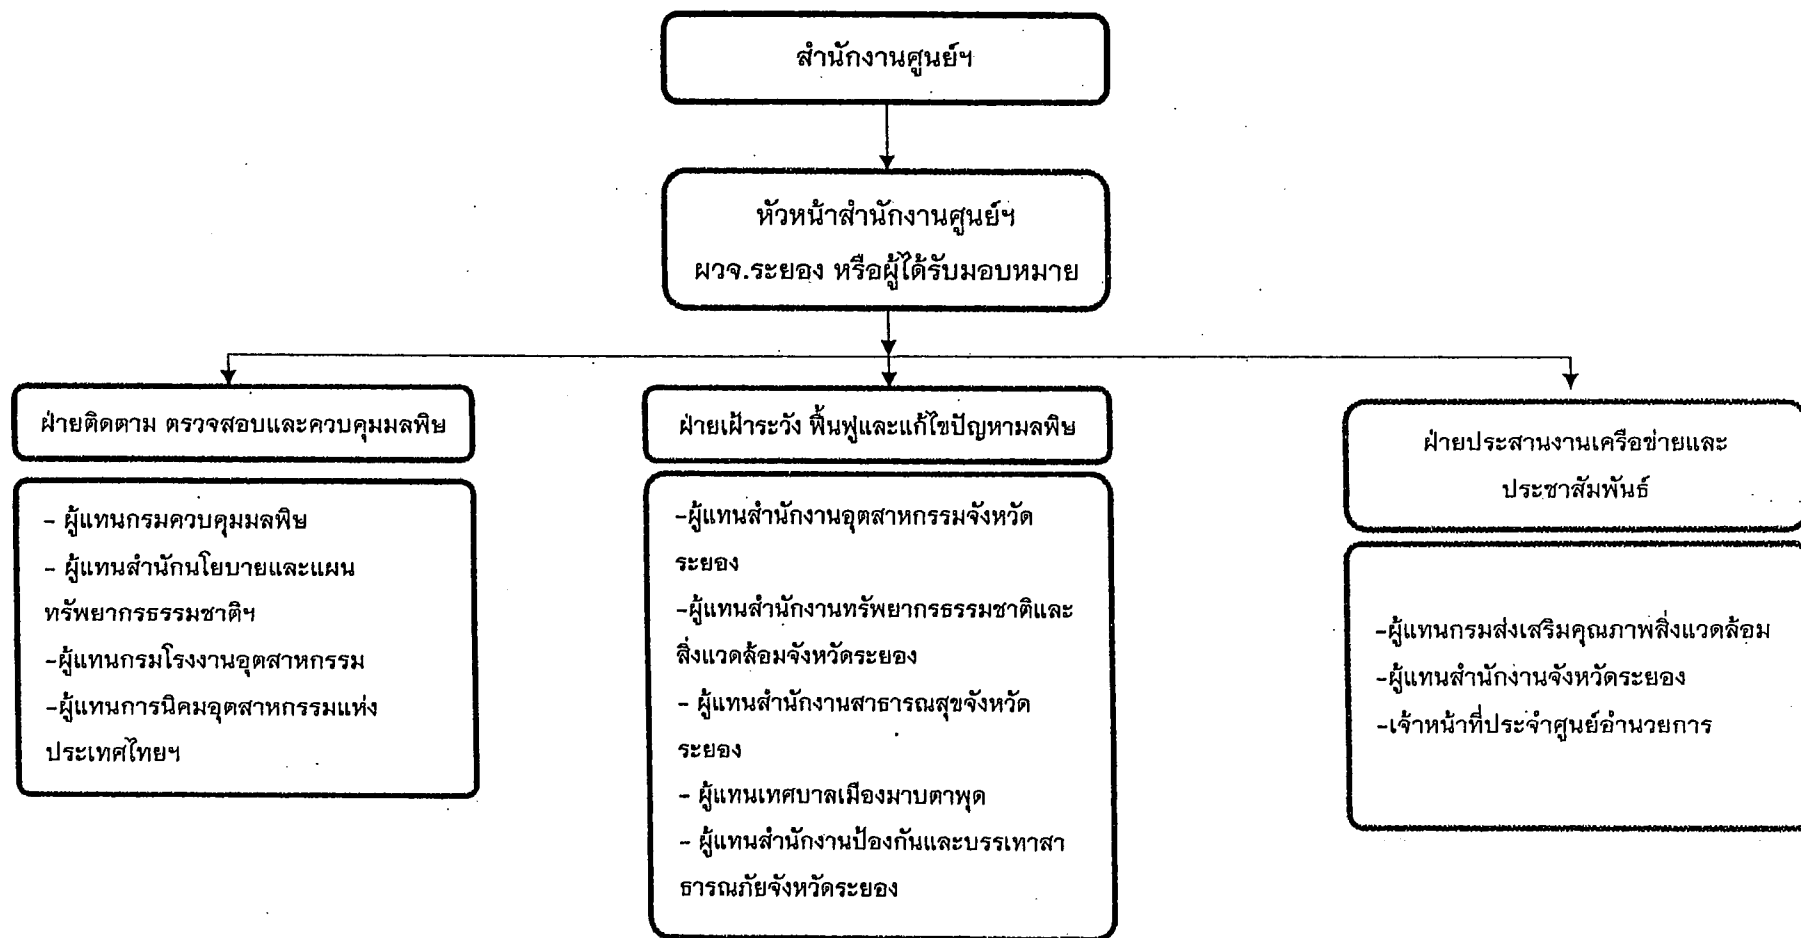 สำนักงานศูนย์ฯ
หัวหน้าสำนักงานศูนย์ฯ
ผวจ.ระยอง หรือผู้ได้รับมอบหมาย
ฝ่ายติดตาม ตรวจสอบและควบคุมมลพิษ
- ผู้แทนกรมควบคุมมลพิษ
- ผู้แทนสำนักนโยบายและแผน
ทรัพยากรธรรมชาติฯ
-ผู้แทนกรมโรงงานอุตสาหกรรม
-ผู้แทนการนิคมอุตสาหกรรมแห่ง
ประเทศไทยฯ
ฝ่ายเฝ้าระวัง ฟื้นฟูและแก้ไขปัญหามลพิษ
-ผู้แทนสำนักงานอุตสาหกรรมจังหวัด
ระยอง
-ผู้แทนสำนักงานทรัพยากรธรรมชาติและ
สิ่งแวดล้อมจังหวัดระยอง
- ผู้แทนสำนักงานสาธารณสุขจังหวัด
ระยอง
- ผู้แทนเทศบาลเมืองมาบตาพุด
- ผู้แทนสำนักงานป้องกันและบรรเทาสา
ธารณภัยจังหวัดระยอง
ฝ่ายประสานงานเครือข่ายและ
ประชาสัมพันธ์
-ผู้แทนกรมส่งเสริมคุณภาพสิ่งแวดล้อม
-ผู้แทนสำนักงานจังหวัดระยอง
-เจ้าหน้าที่ประจำศูนย์อำนวยการ